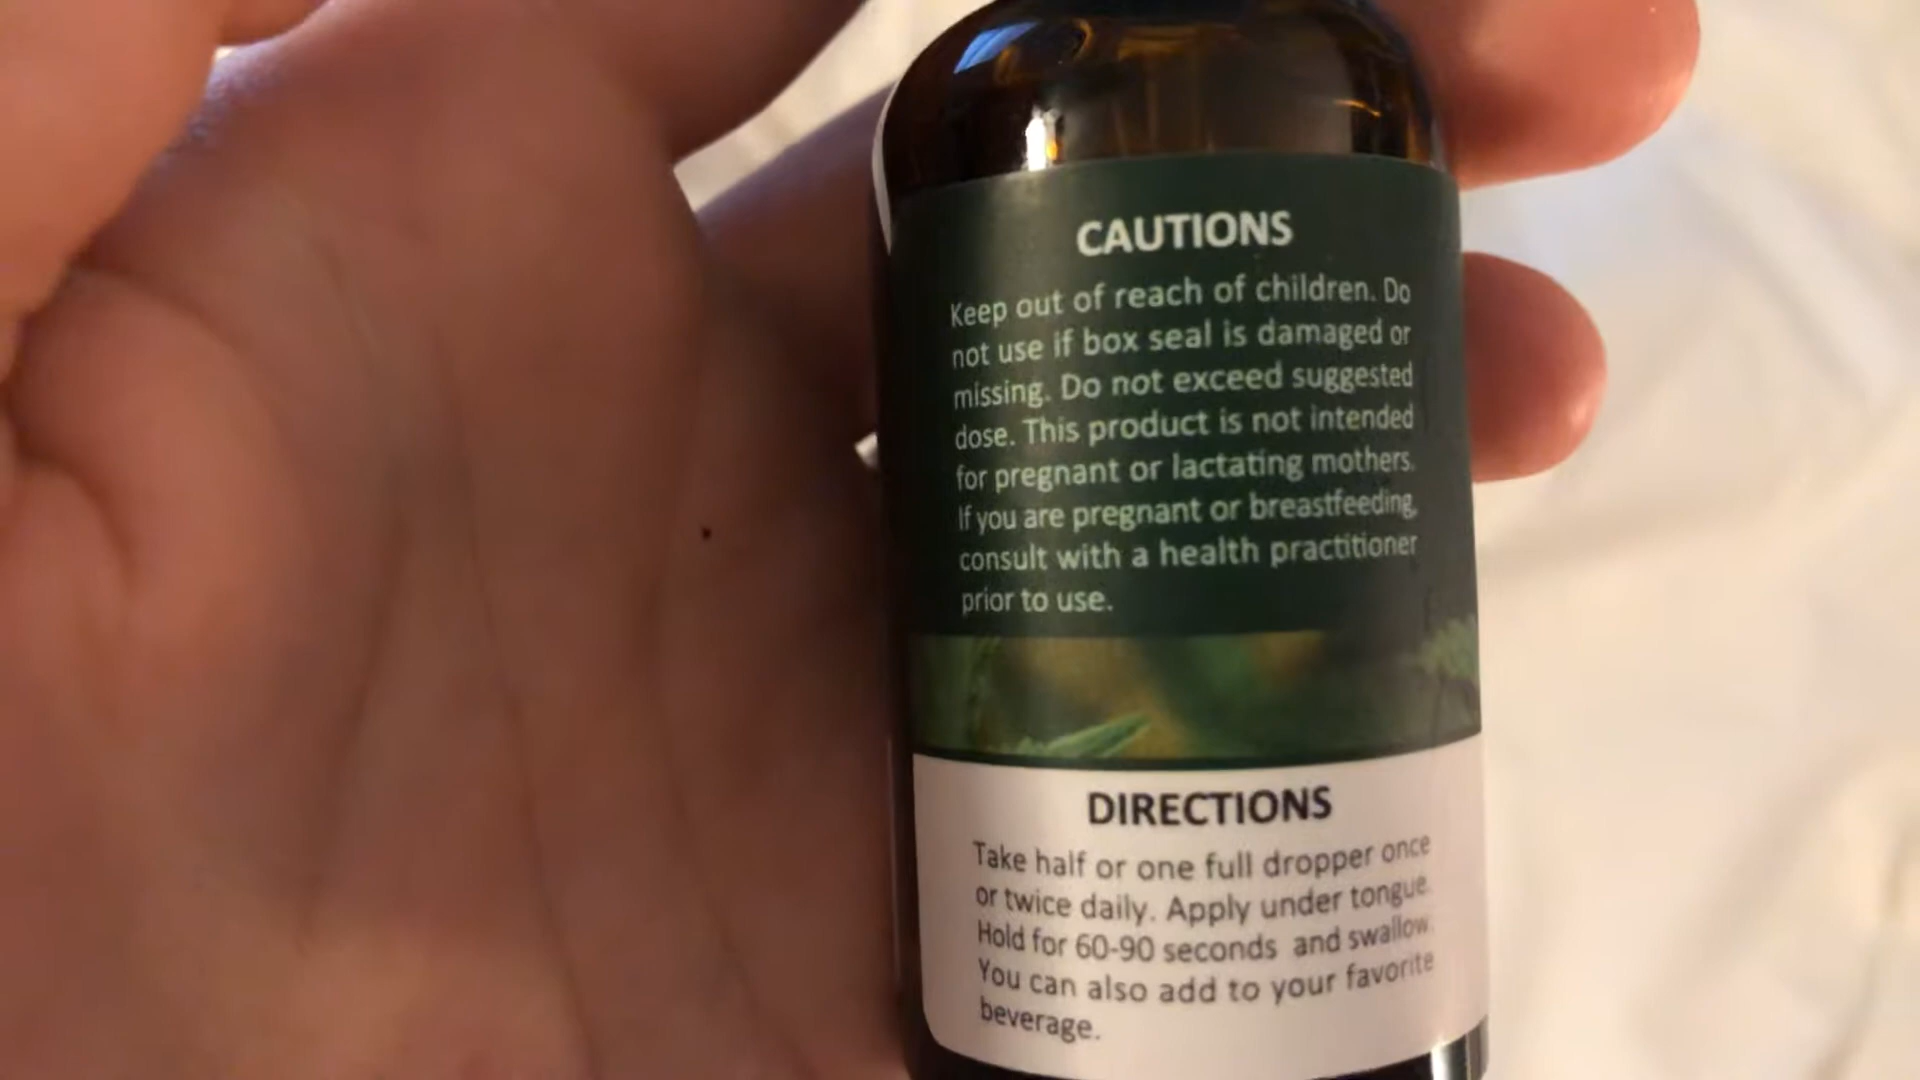 CAUTIONS
Keep out of reach of children. Do
not use if box seal is damaged or
missing. Do not exceed suggested
dose. This product is not intended
for pregnant or lactating mothers.
If you are pregnant or breastfeeding,
consult with a health practitioner
prior to use.
DIRECTIONS
Take half or one full dropper once
or twice daily. Apply under tongue.
Hold for 60-90 seconds and swallow.
You can also add to your favorite
beverage.